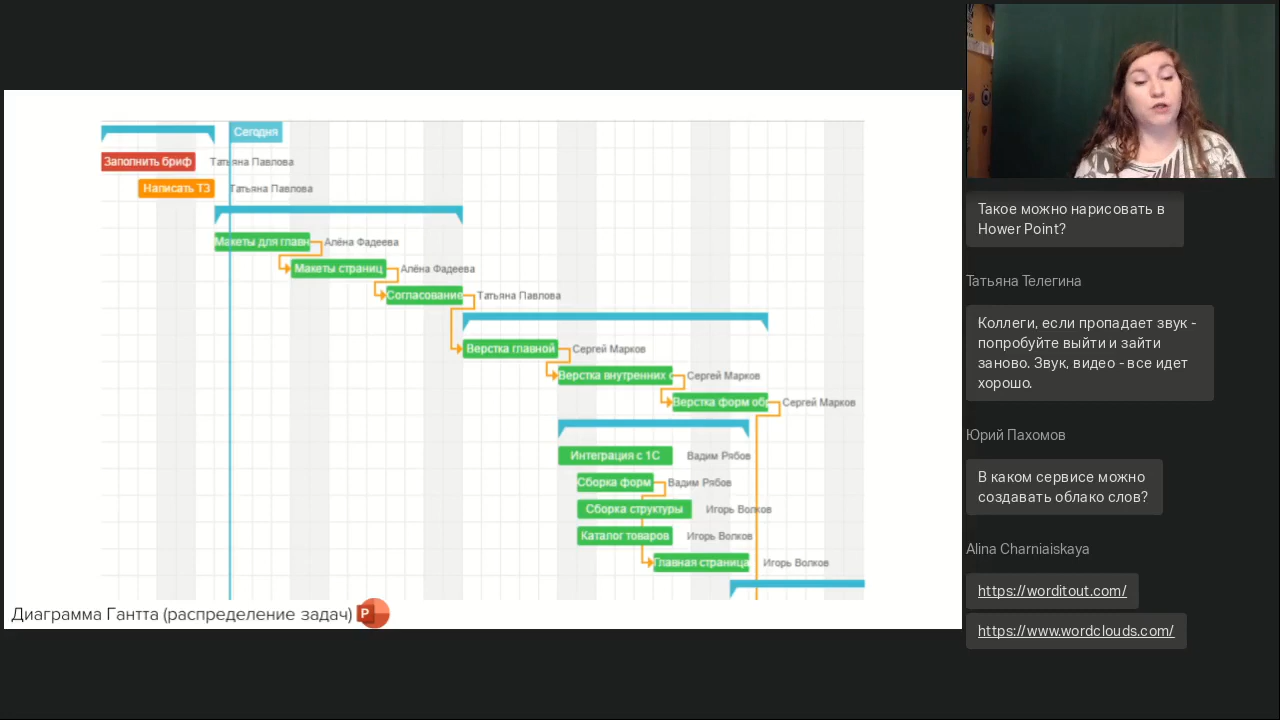 Сегодня
Заполнить бриф Татьяна Павлова
Написать ТЗ Татьяна Павлова
Макеты для главн Алёна Фадеева
Макеты страниц Алёна Фадеева
Согласование Татьяна Павлова
Верстка главной Сергей Марков
Верстка внутренних с Сергей Марков
Верстка форм обр Сергей Марков
Интеграция с 1С Вадим Рябов
Сборка форм Вадим Рябов
Сборка структуры Игорь Волков
Каталог товаров Игорь Волков
Главная страница Игорь Волков
Диаграмма Гантта (распределение задач) P
Такое можно нарисовать в
Hower Point?
Татьяна Телегина
Коллеги, если пропадает звук -
попробуйте выйти и зайти
заново. Звук, видео - все идет
хорошо.
Юрий Пахомов
В каком сервисе можно
создавать облако слов?
Alina Charniaiskaya
https://worditout.com/
https://www.wordclouds.com/